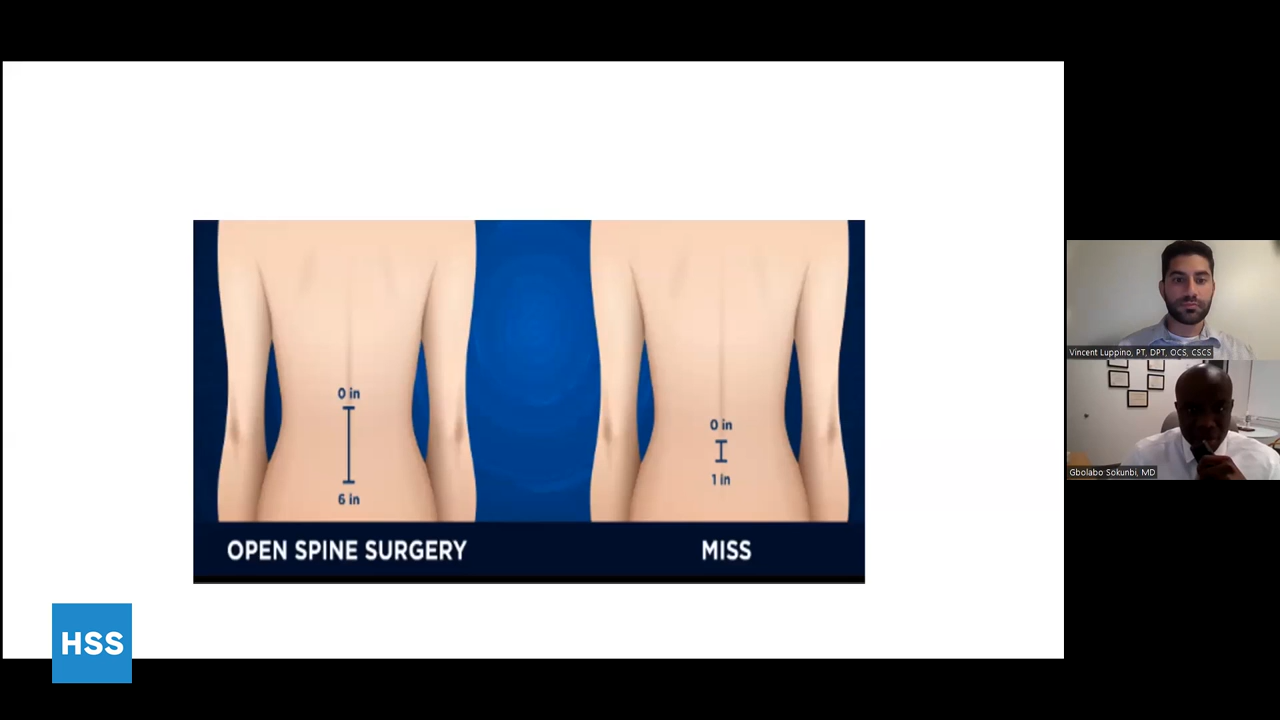 0 in
6 in
0 in
1 in
OPEN SPINE SURGERY
MISS
HSS
Vincent Luppino, PT, DPT, OCS, CSCS
Gbolabo Sokunbi, MD